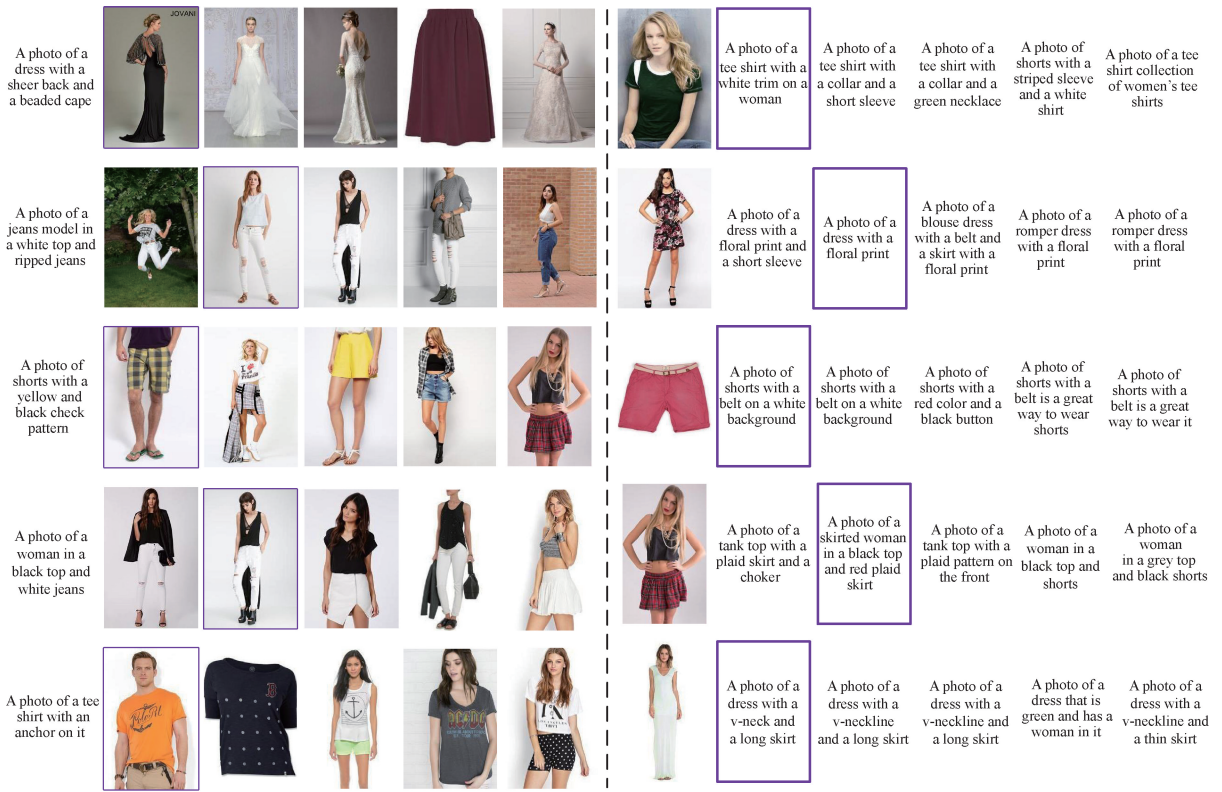 A photo of a
dress with a
sheer back and
a beaded cape
JOVANI
A photo of a
tee shirt with a
white trim on a
woman
A photo of a
tee shirt with
a collar and a
short sleeve
A photo of a
tee shirt with
a collar and a
green necklace
A photo of
shorts with a
striped sleeve
and a white
shirt
A photo of a tee
shirt collection
of women's tee
shirts
A photo of a
jeans model in
a white top and
ripped jeans
A photo of a
dress with a
floral print and
a short sleeve
A photo of a
dress with a
floral print
A photo of a
blouse dress
with a belt and
a skirt with a
floral print
A photo of a
romper dress
with a floral
print
A photo of a
romper dress
with a floral
print
A photo of
shorts with a
yellow and
black check
pattern
A photo of
shorts with a
belt on a white
background
A photo of
shorts with a
belt on a white
background
A photo of
shorts with a
red color and a
black button
A photo of
shorts with a
belt is a great
way to wear
shorts
A photo of
shorts with a
belt is a great
way to wear it
A photo of a
woman in a
black top and
white jeans
A photo of a
tank top with a
plaid skirt and a
choker
A photo of a
skirted woman
in a black top
and red plaid
skirt
A photo of a
tank top with a
plaid pattern on
the front
A photo of a
woman in a
black top and
shorts
A photo of a
woman
in a grey top
and black shorts
A photo of a tee
shirt with an
anchor on it
B
AC/DC
A photo of a
dress with a
v-neck and
a long skirt
A photo of a
dress with a
v-neckline
and a long skirt
A photo of a
dress with a
v-neckline and
a long skirt
A photo of a
dress that is
green and has a
woman in it
A photo of a
dress with a
v-neckline and
a thin skirt